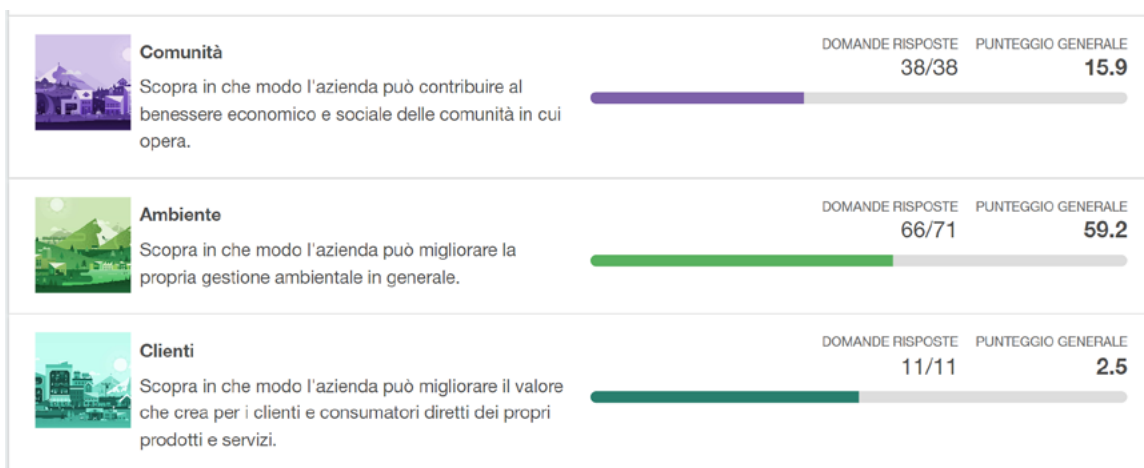 Comunità
Scopra in che modo l'azienda può contribuire al
benessere economico e sociale delle comunità in cui
opera.
DOMANDE RISPOSTE PUNTEGGIO GENERALE
38/38 15.9
Ambiente
Scopra in che modo l'azienda può migliorare la
propria gestione ambientale in generale.
DOMANDE RISPOSTE PUNTEGGIO GENERALE
66/71 59.2
Clienti
Scopra in che modo l'azienda può migliorare il valore
che crea per i clienti e consumatori diretti dei propri
prodotti e servizi.
DOMANDE RISPOSTE PUNTEGGIO GENERALE
11/11 2.5